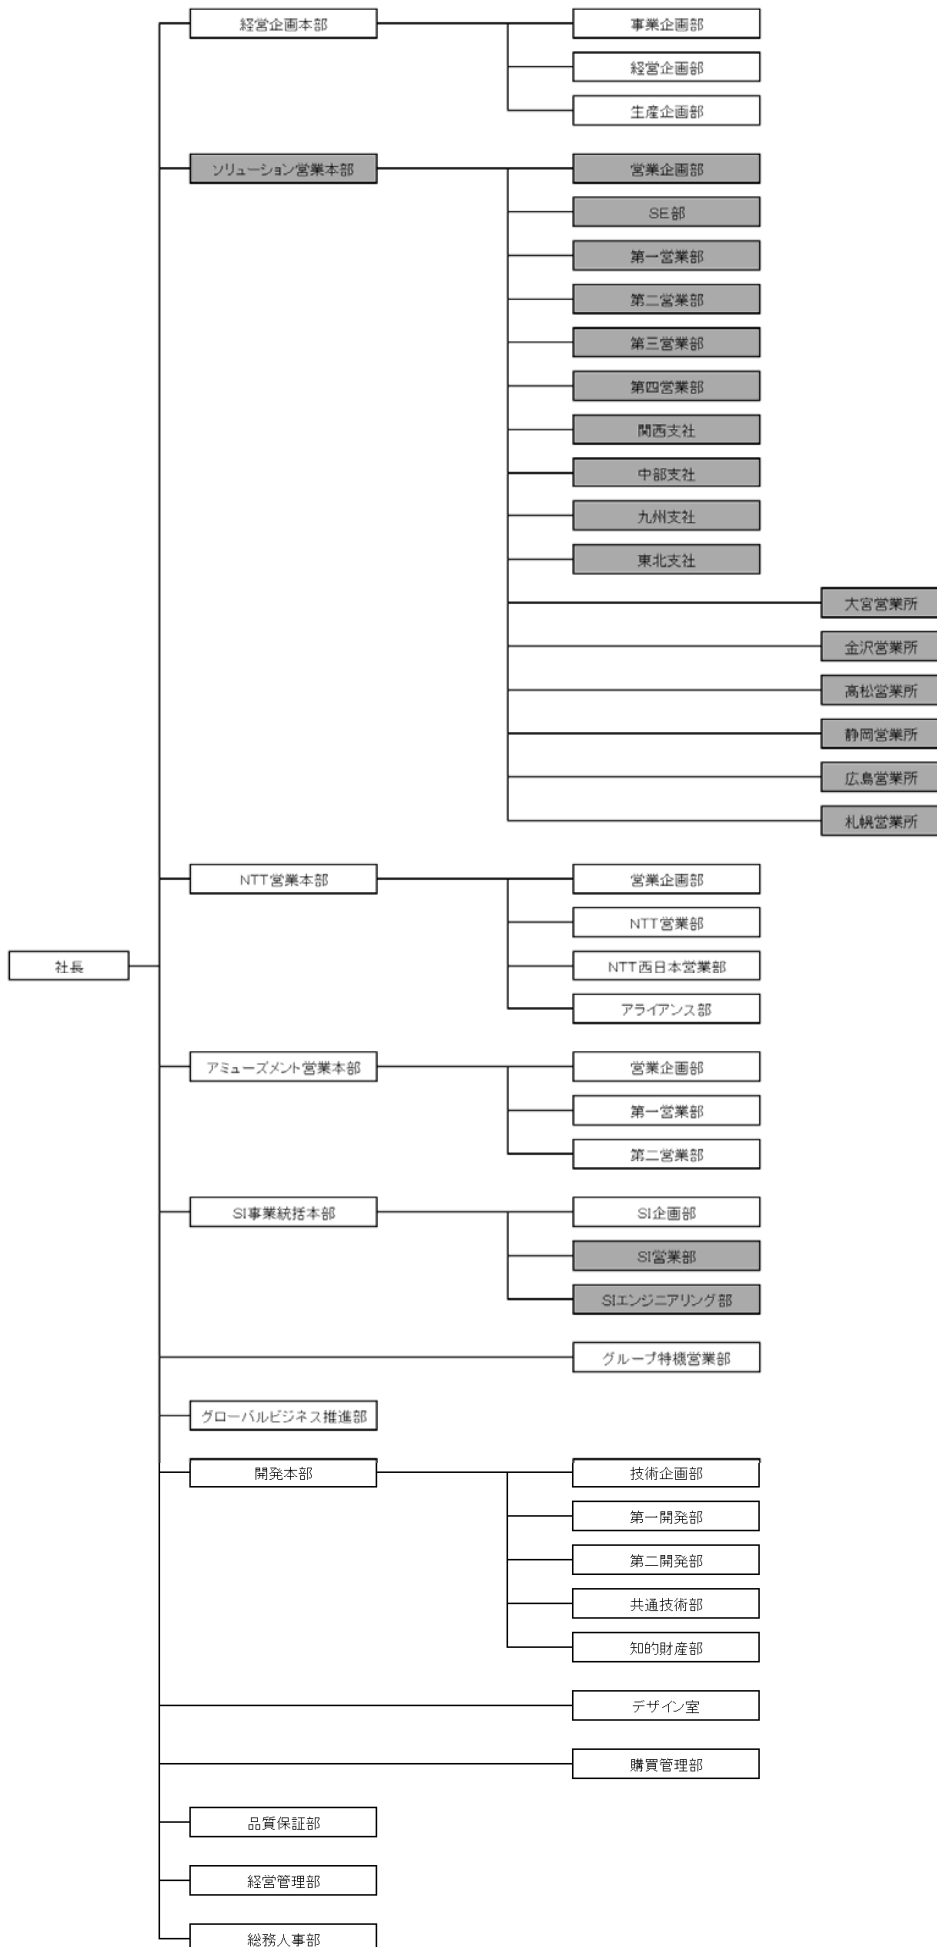 経営企画本部
事業企画部
経営企画部
生産企画部
ソリューション営業本部
営業企画部
SE部
第一営業部
第二営業部
第三営業部
第四営業部
関西支社
中部支社
九州支社
東北支社
大宮営業所
金沢営業所
高松営業所
静岡営業所
広島営業所
札幌営業所
NTT営業本部
営業企画部
NTT営業部
NTT西日本営業部
アライアンス部
社長
アミューズメント営業本部
営業企画部
第一営業部
第二営業部
SI事業統括本部
SI企画部
SI営業部
SIエンジニアリング部
グループ特機営業部
グローバルビジネス推進部
開発本部
技術企画部
第一開発部
第二開発部
共通技術部
知的財産部
デザイン室
購買管理部
品質保証部
経営管理部
総務人事部